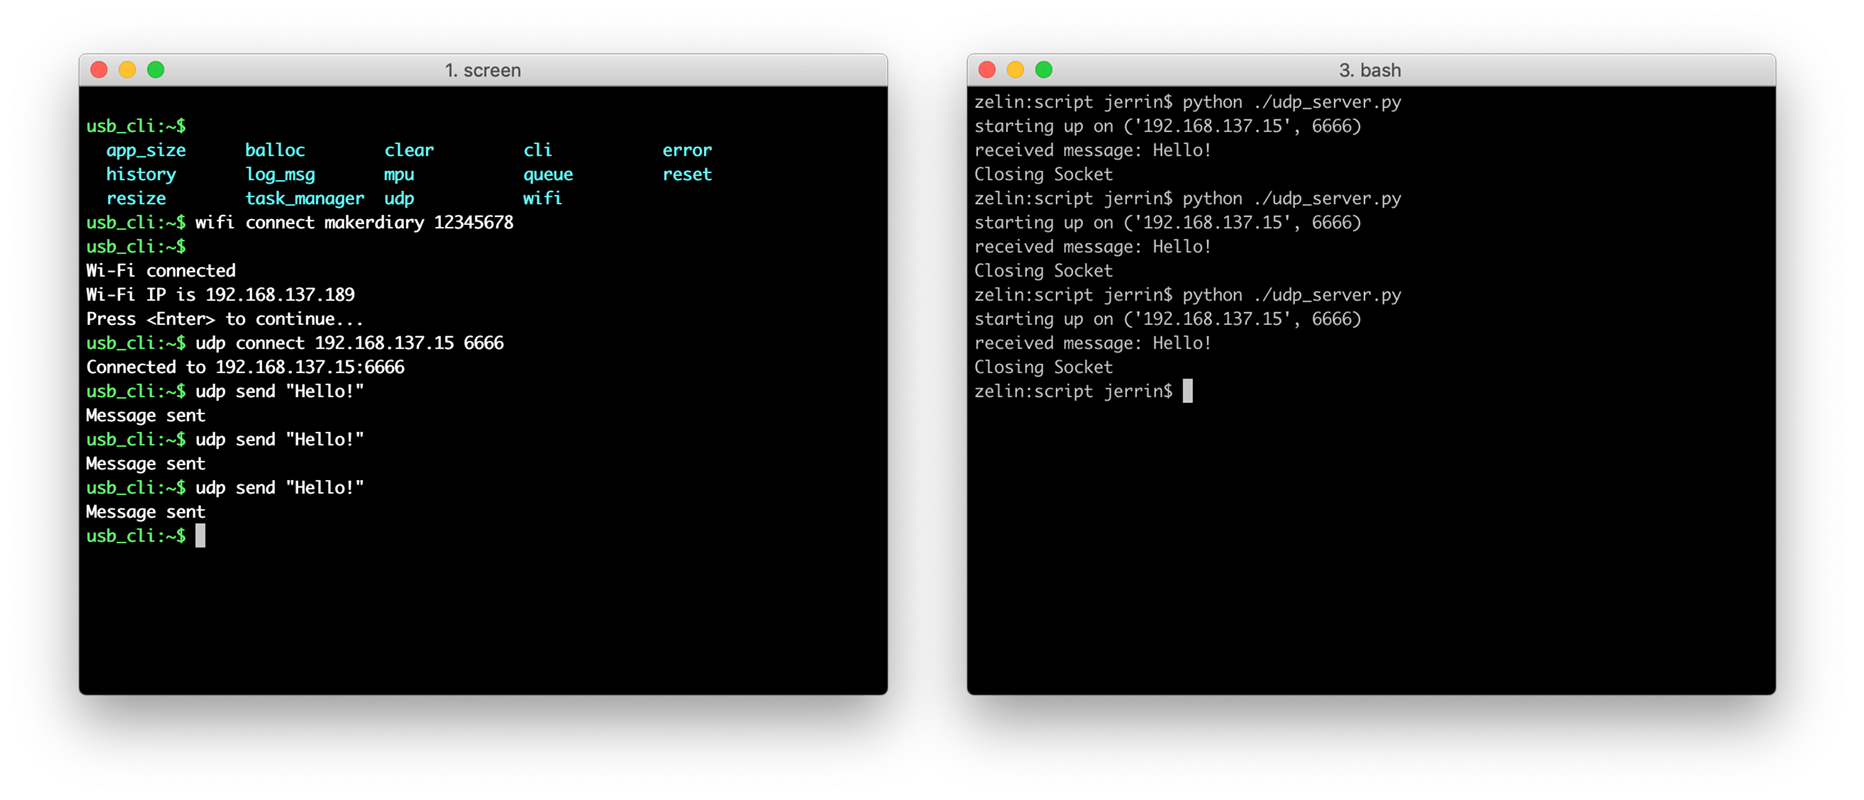 1. screen
usb_cli:~$
app_size balloc clear cli error
history log_msg mpu queue reset
resize task_manager udp wifi
usb_cli:~$ wifi connect makerdiary 12345678
usb_cli:~$
Wi-Fi connected
Wi-Fi IP is 192.168.137.189
Press <Enter> to continue...
usb_cli:~$ udp connect 192.168.137.15 6666
Connected to 192.168.137.15:6666
usb_cli:~$ udp send "Hello!"
Message sent
usb_cli:~$ udp send "Hello!"
Message sent
usb_cli:~$ udp send "Hello!"
Message sent
usb_cli:~$
3. bash
zelin:script jerrin$ python ./udp_server.py
starting up on ('192.168.137.15', 6666)
received message: Hello!
Closing Socket
zelin:script jerrin$ python ./udp_server.py
starting up on ('192.168.137.15', 6666)
received message: Hello!
Closing Socket
zelin:script jerrin$ python ./udp_server.py
starting up on ('192.168.137.15', 6666)
received message: Hello!
Closing Socket
zelin:script jerrin$